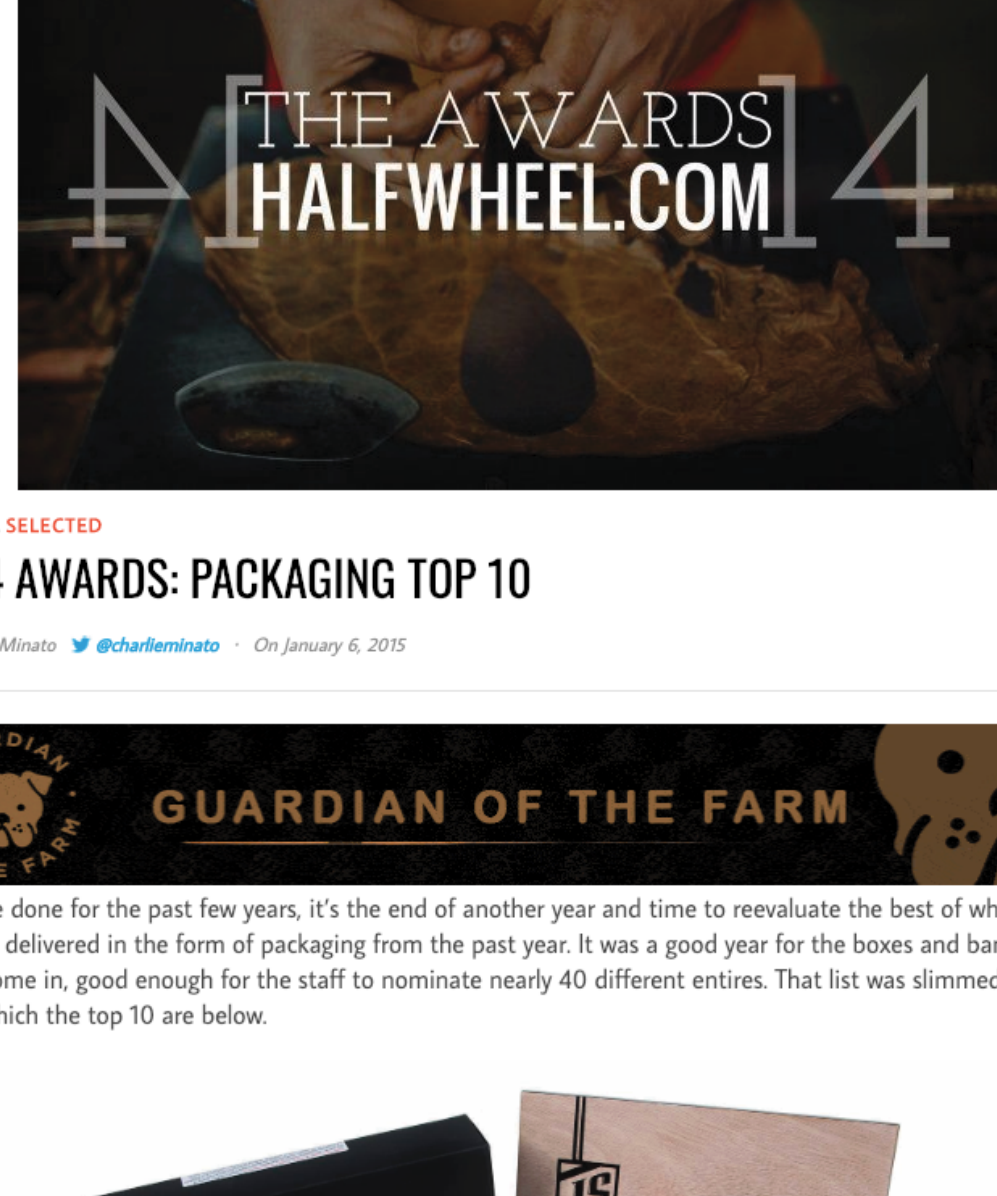 THE AWARDS
4 HALFWHEEL.COM 14
SELECTED
AWARDS: PACKAGING TOP 10
Minato @charlieminato · On January 6, 2015
GUARDIAN OF THE FARM
done for the past few years, it's the end of another year and time to reevaluate the best of
delivered in the form of packaging from the past year. It was a good year for the boxes and
in, good enough for the staff to nominate nearly 40 different entires. That list was slimmed
the top 10 are below.